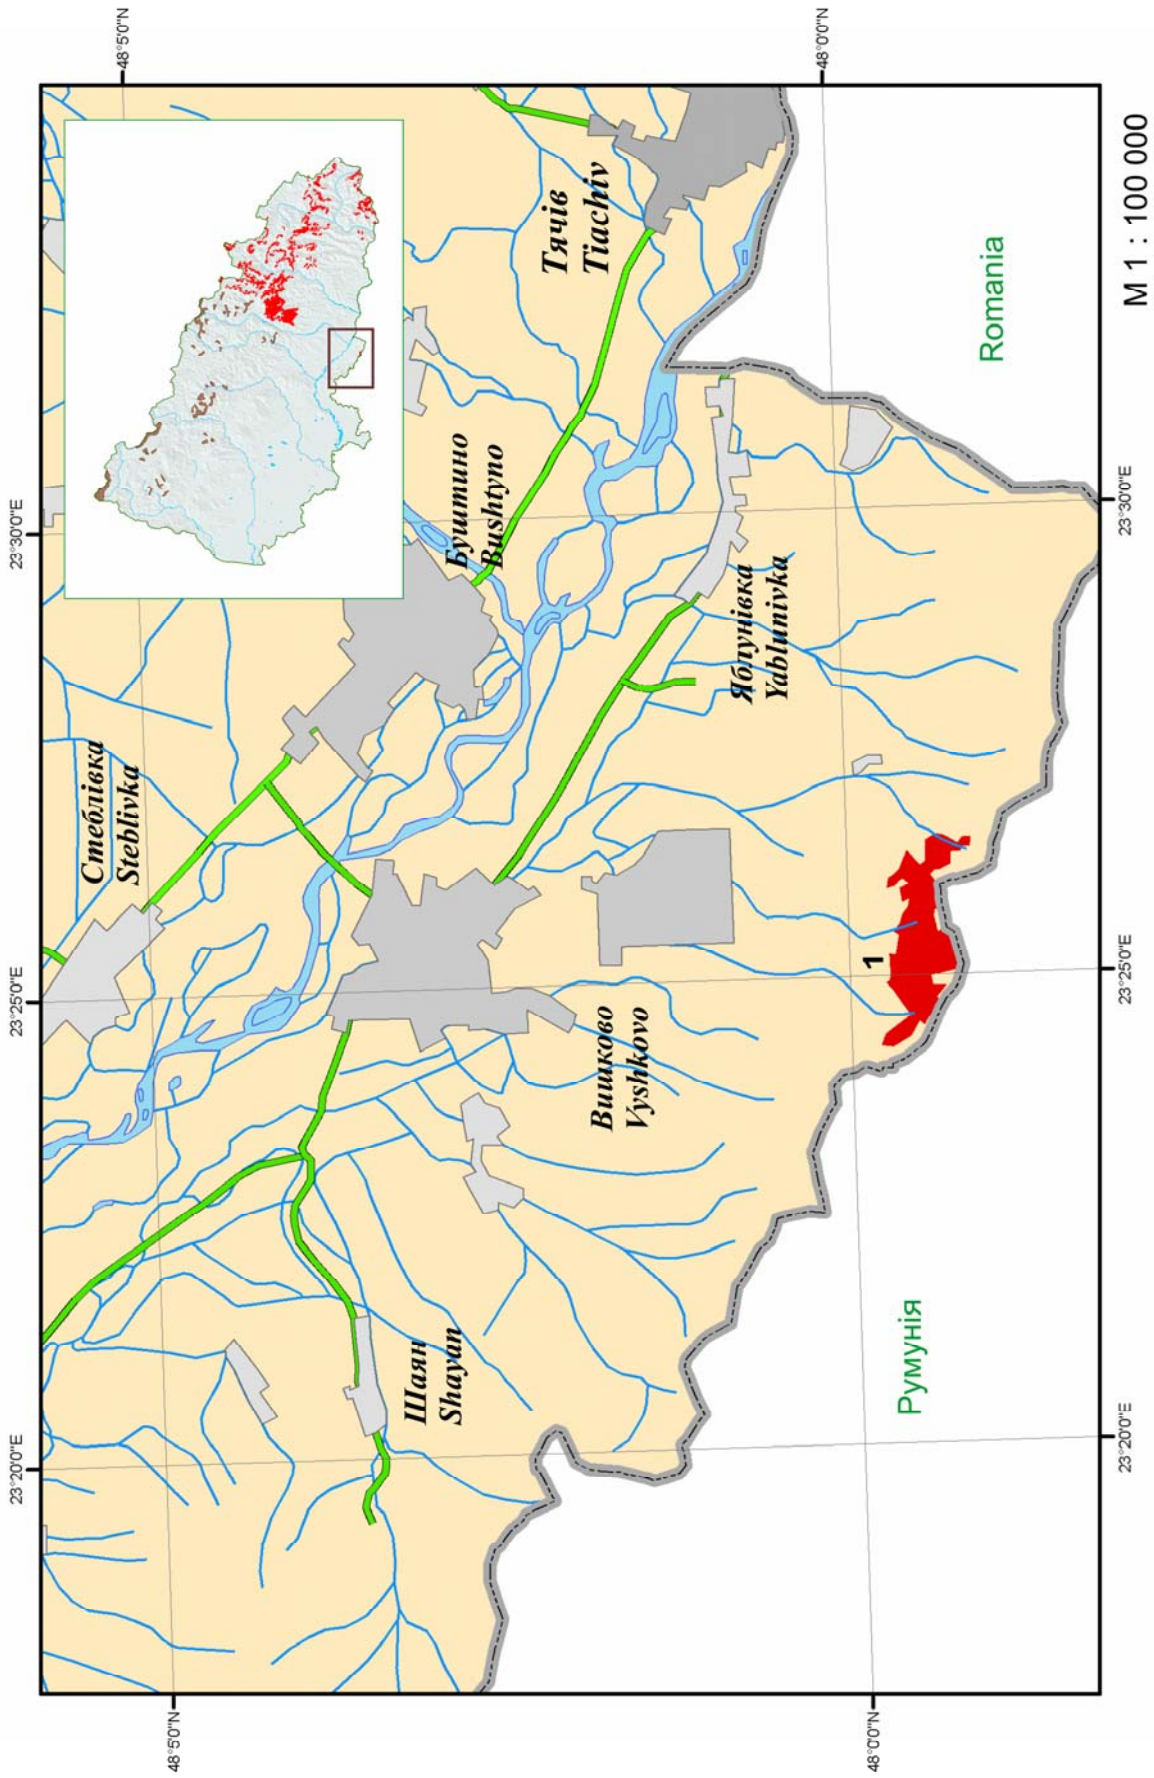 23°20'0"E
23°25'0"E
23°30'0"E
48°5'0"N
48°5'0"N
Стеблівка
Steblivka
Буштино
Bushtyno
Тячів
Tiachiv
Шаян
Shayan
Вишково
Vyshkovo
Яблунівка
Yablunivka
1
48°0'0"N
48°0'0"N
Румунія
Romania
23°20'0"E
23°25'0"E
23°30'0"E
М 1 : 100 000